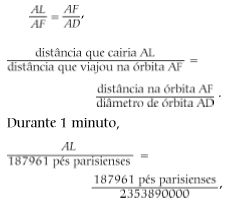 AL/AF = AF/AD,
distância que cairia AL / distância que viajou na órbita AF =
distância na órbita AF / diâmetro de órbita AD .
Durante 1 minuto,
AL / 187961 pés parisienses =
187961 pés parisienses / 2353890000 ,